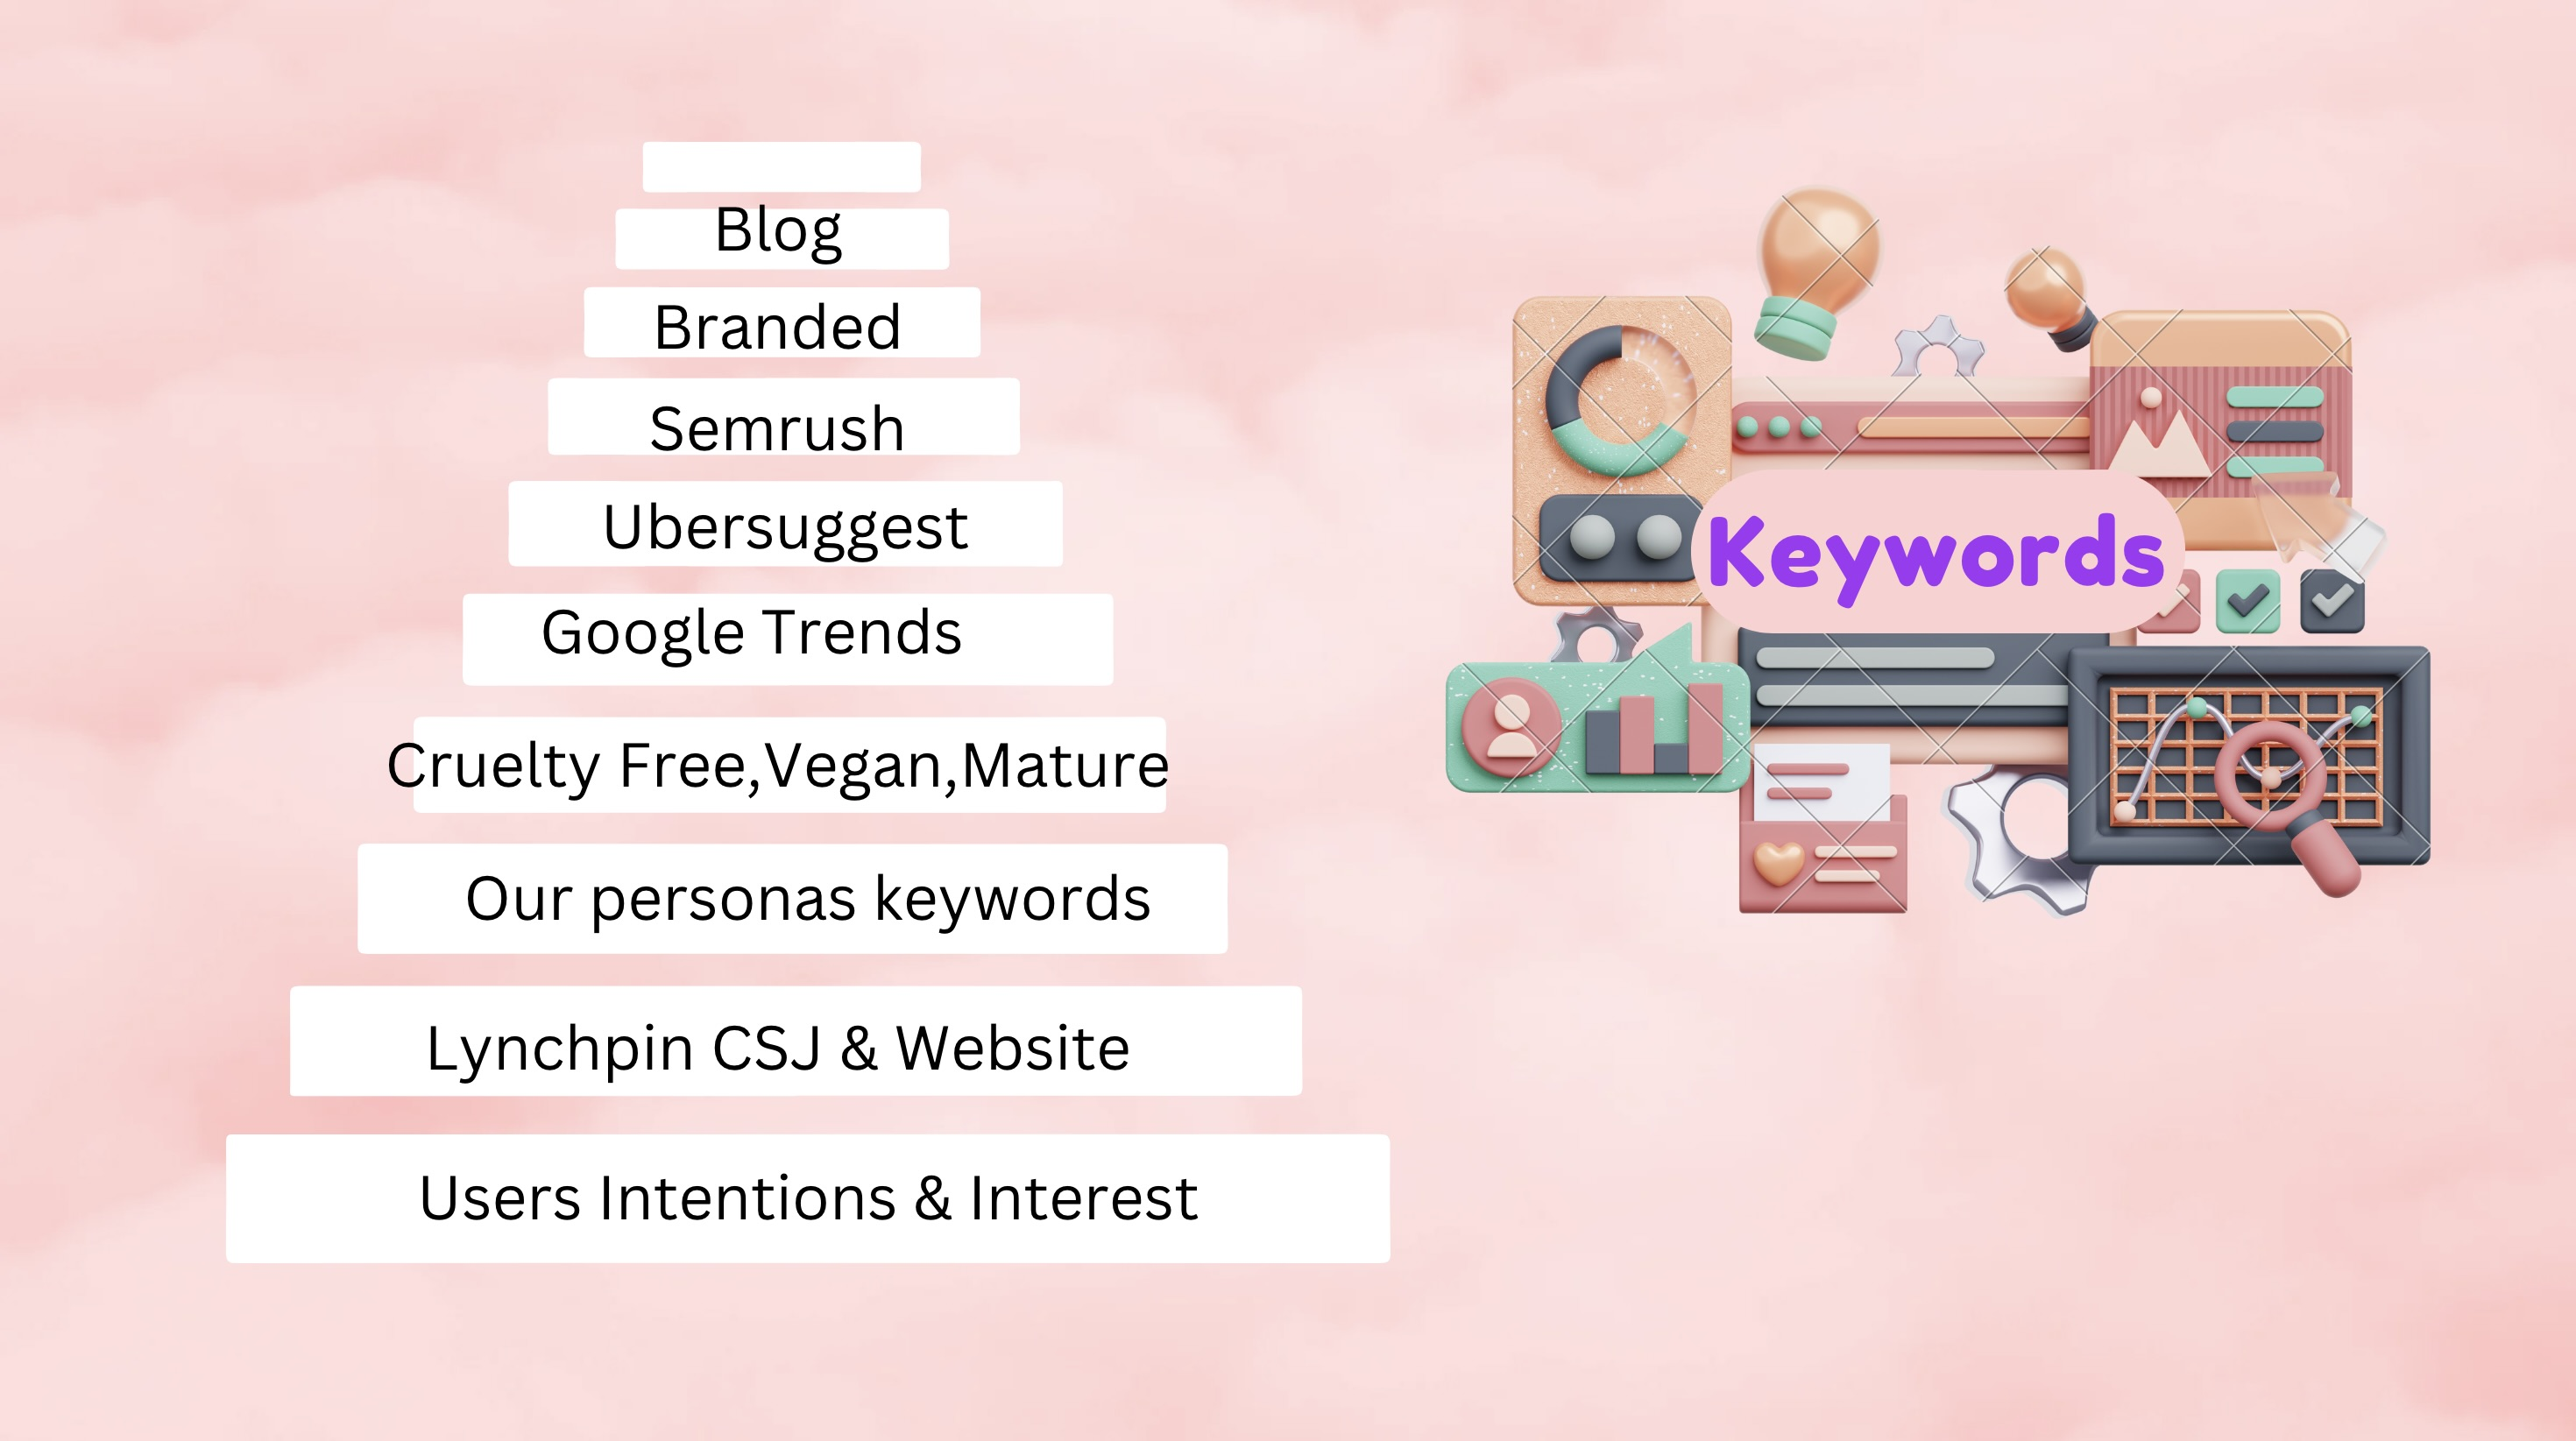 Blog
Branded
Semrush
Ubersuggest
Google Trends
Cruelty Free,Vegan,Mature
Our personas keywords
Lynchpin CSJ & Website
Users Intentions & Interest
Keywords